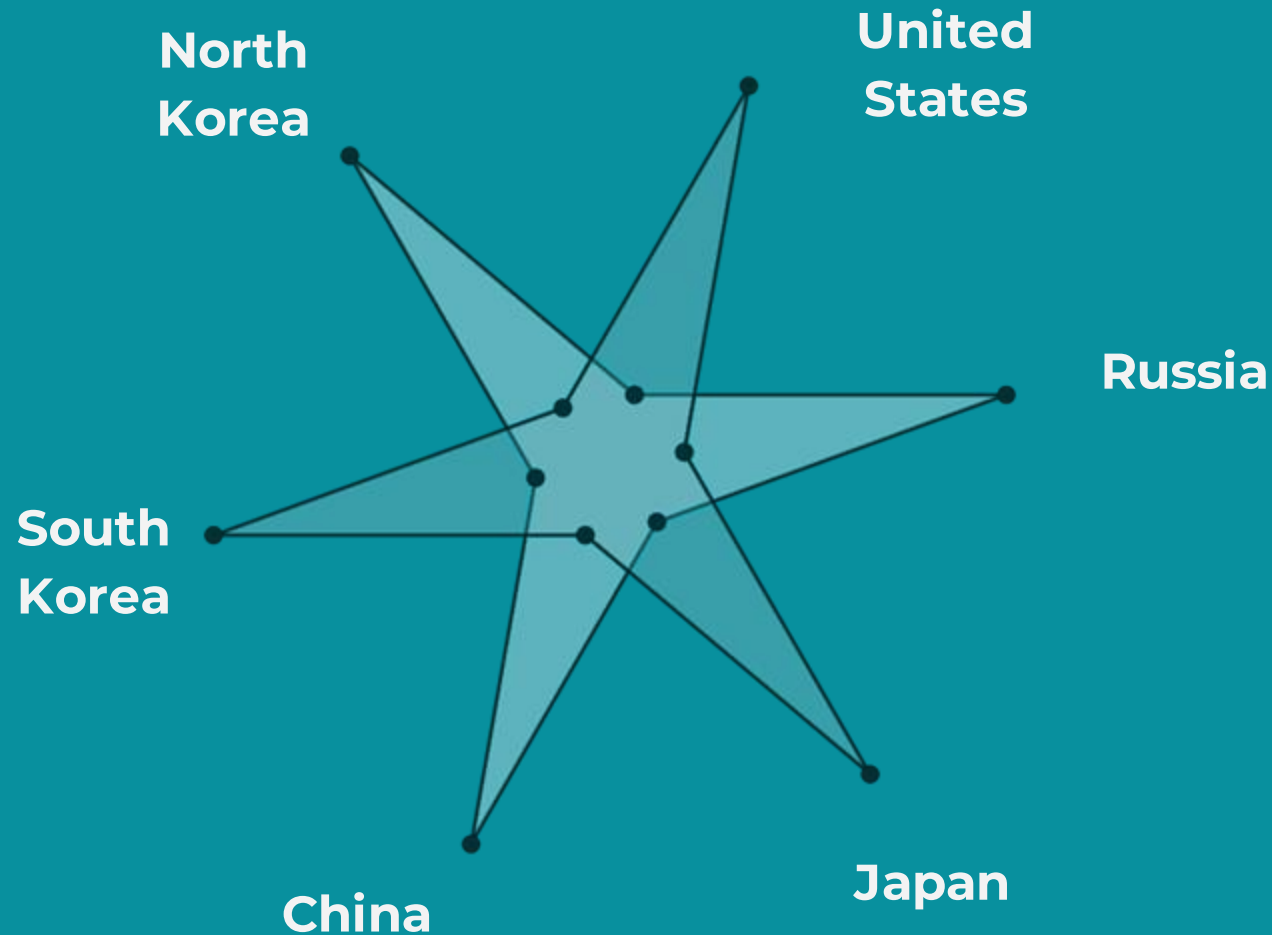 North
Korea
United
States
Russia
South
Korea
Japan
China